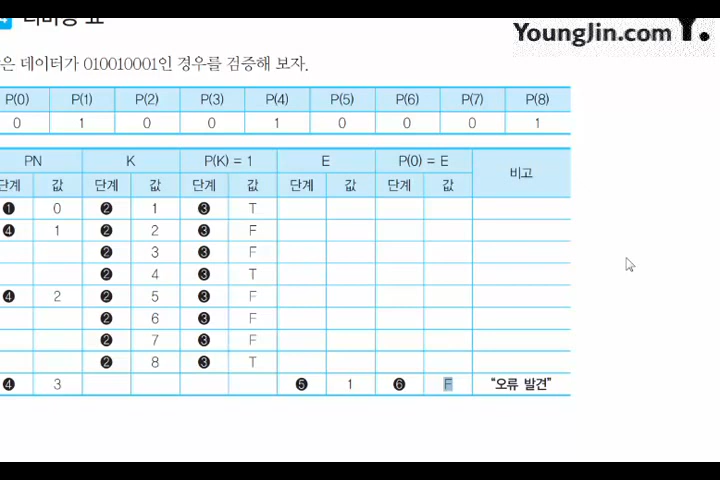 4 디버깅 표
YoungJin.com Y.
은 데이터가 010010001인 경우를 검증해 보자.
P(0) P(1) P(2) P(3) P(4) P(5) P(6) P(7) P(8)
0 1 0 0 1 0 0 0 1
PN K P(K) = 1 E P(0) = E 비고
단계 값 단계 값 단계 값 단계 값 단계 값
❶ 0 ❷ 1 ❸ T
❹ 1 ❷ 2 ❸ F
❷ 3 ❸ F
❷ 4 ❸ T
❹ 2 ❷ 5 ❸ F
❷ 6 ❸ F
❷ 7 ❸ F
❷ 8 ❸ T
❹ 3 ❺ 1 ❻ F "오류 발견"